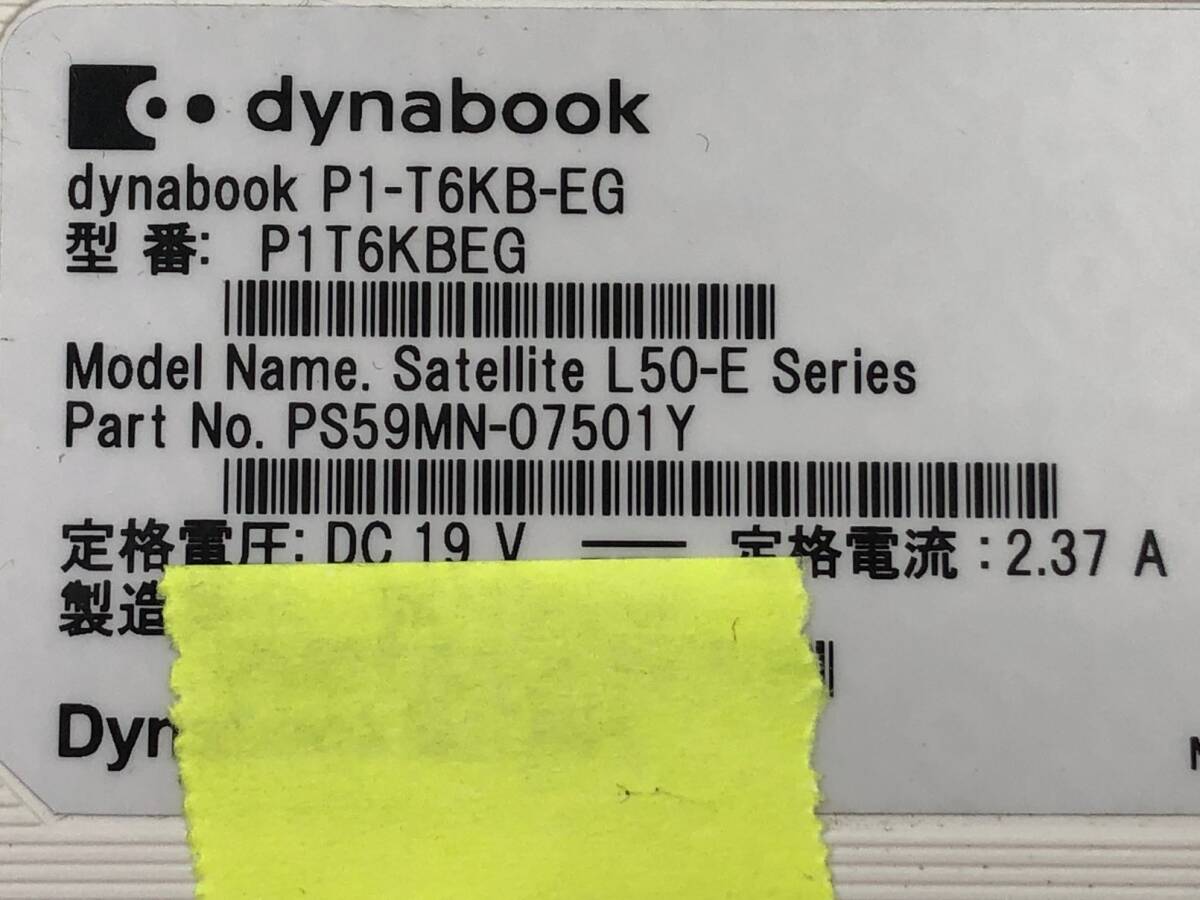 dynabook
dynabook P1-T6KB-EG
型 番: P1T6KBEG
Model Name. Satellite L50-E Series
Part No. PS59MN-07501Y
定格電圧: DC 19 V 定格電流 : 2.37 A
製造